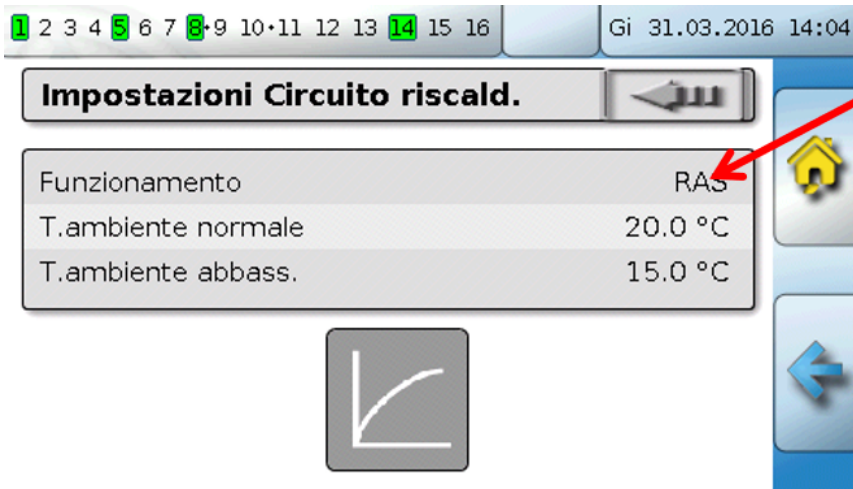 1 2 3 4 5 6 7 8•9 10•11 12 13 14 15 16 Gi 31.03.2016 14:04
Impostazioni Circuito riscald.
Funzionamento RAS
T.ambiente normale 20.0 °C
T.ambiente abbass. 15.0 °C